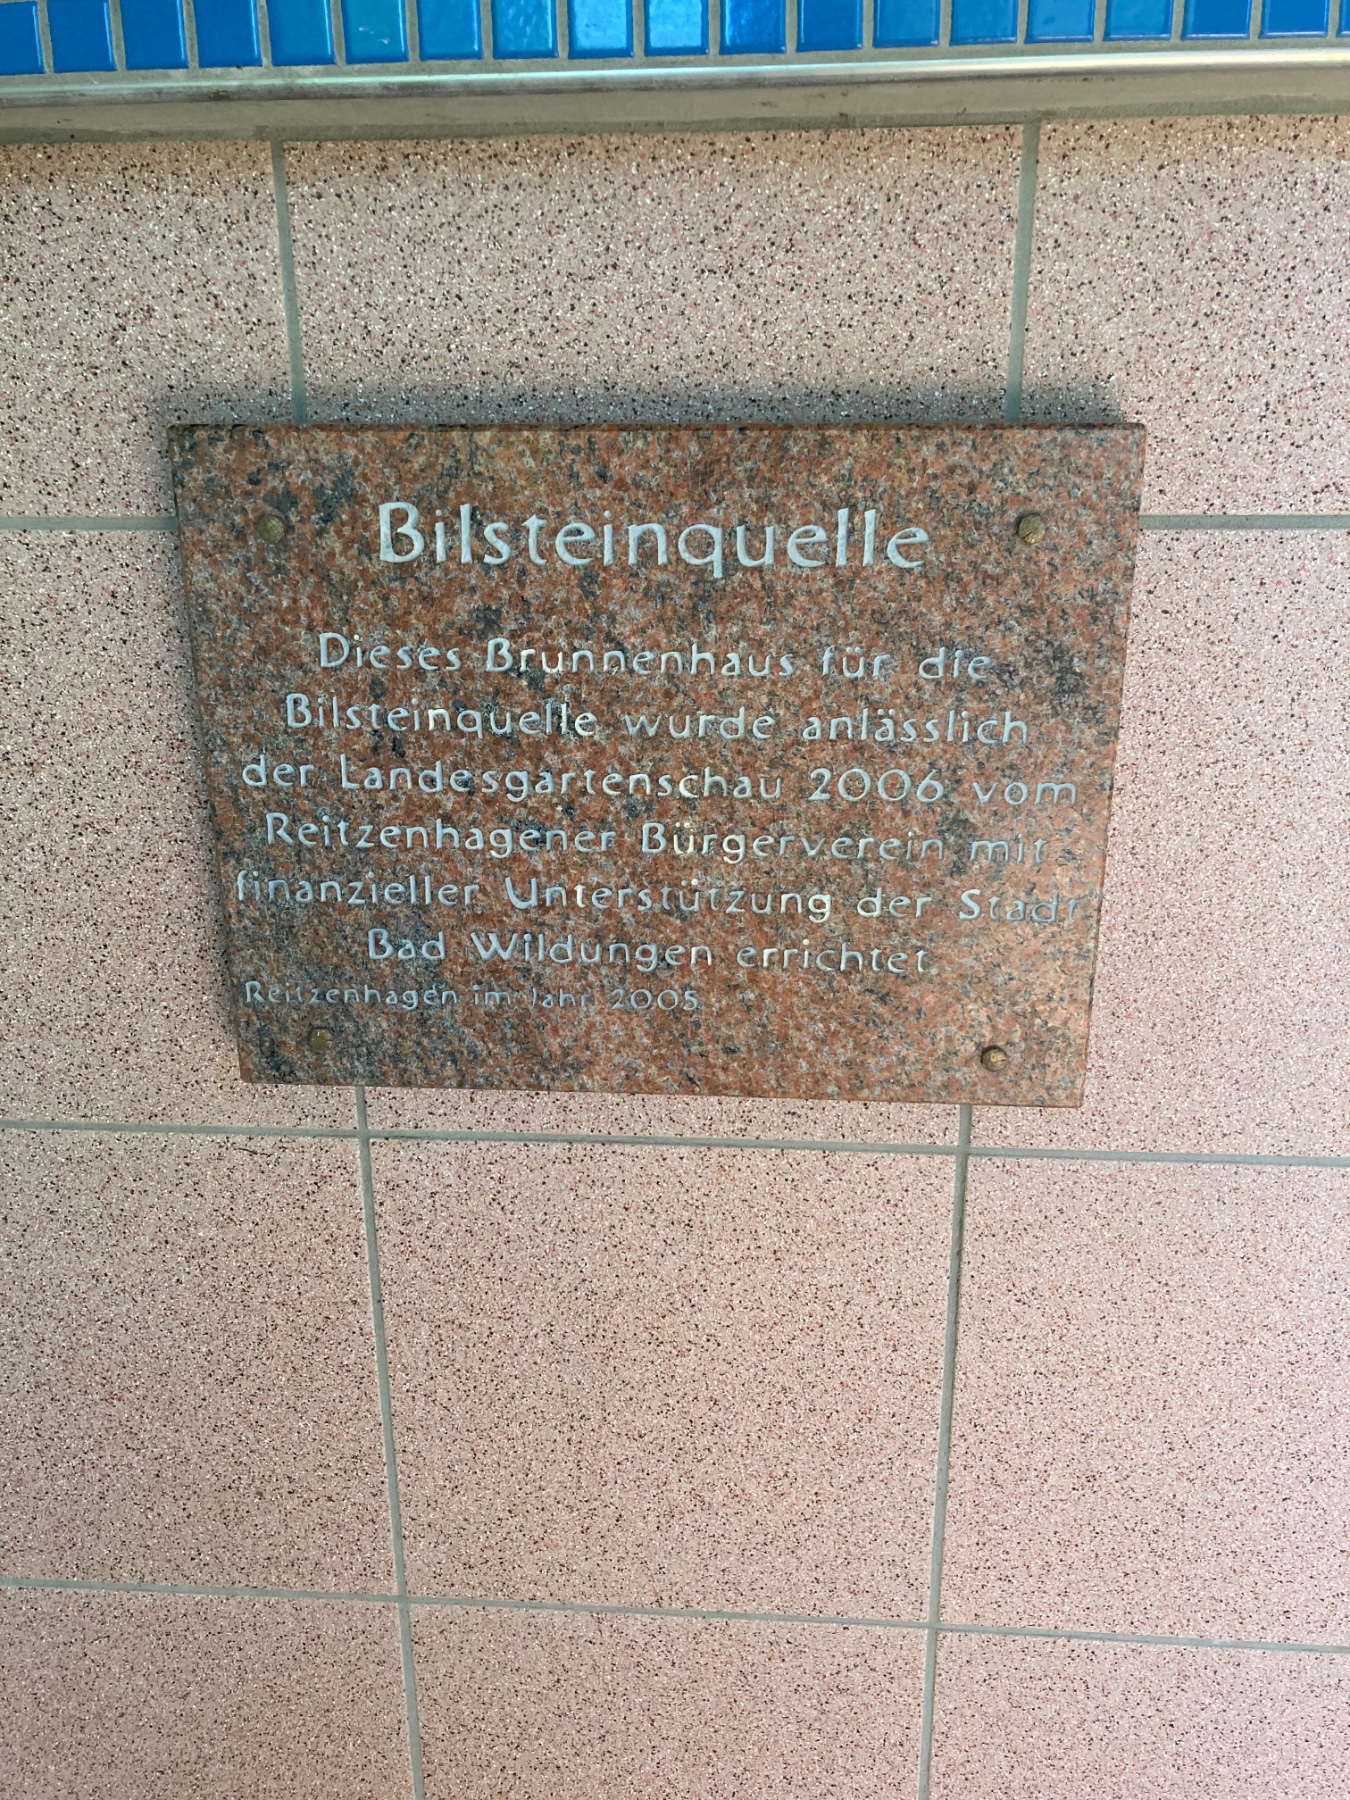 Bilsteinquelle
Dieses Brunnenhaus für die
Bilsteinquelle wurde anlässlich
der Landesgartenschau 2006 vom
Reitzenhagener Bürgerverein mit
finanzieller Unterstützung der Stadt
Bad Wildungen errichtet.
Reitzenhagen im Jahr 2005.